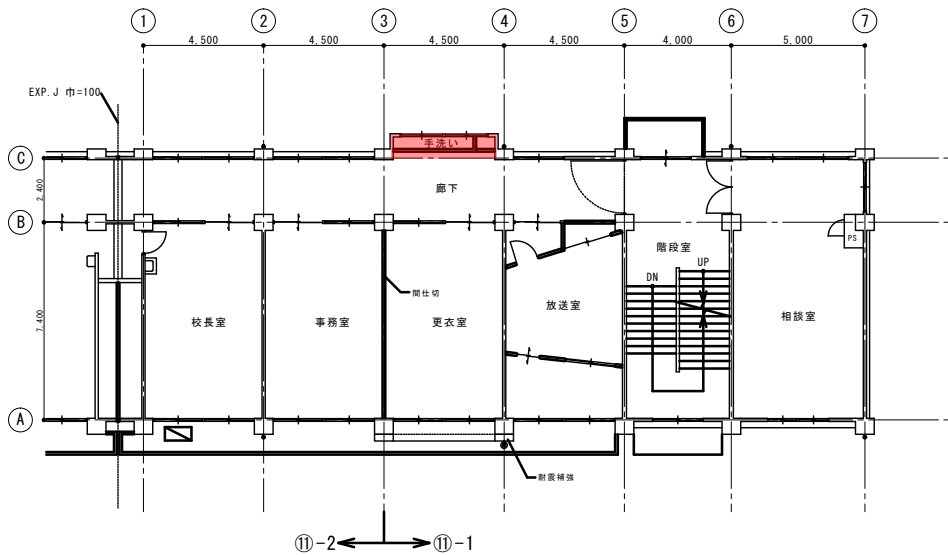 1 2 3 4 5 6 7
4,500 4,500 4,500 4,500 4,000 5,000
EXP.J 巾=100
手洗い
C
2,400
廊下
B
PS
階段室
DN UP
間仕切
放送室
7,400
校長室 事務室 更衣室 相談室
A
耐震補強
⑪-2 ⑪-1